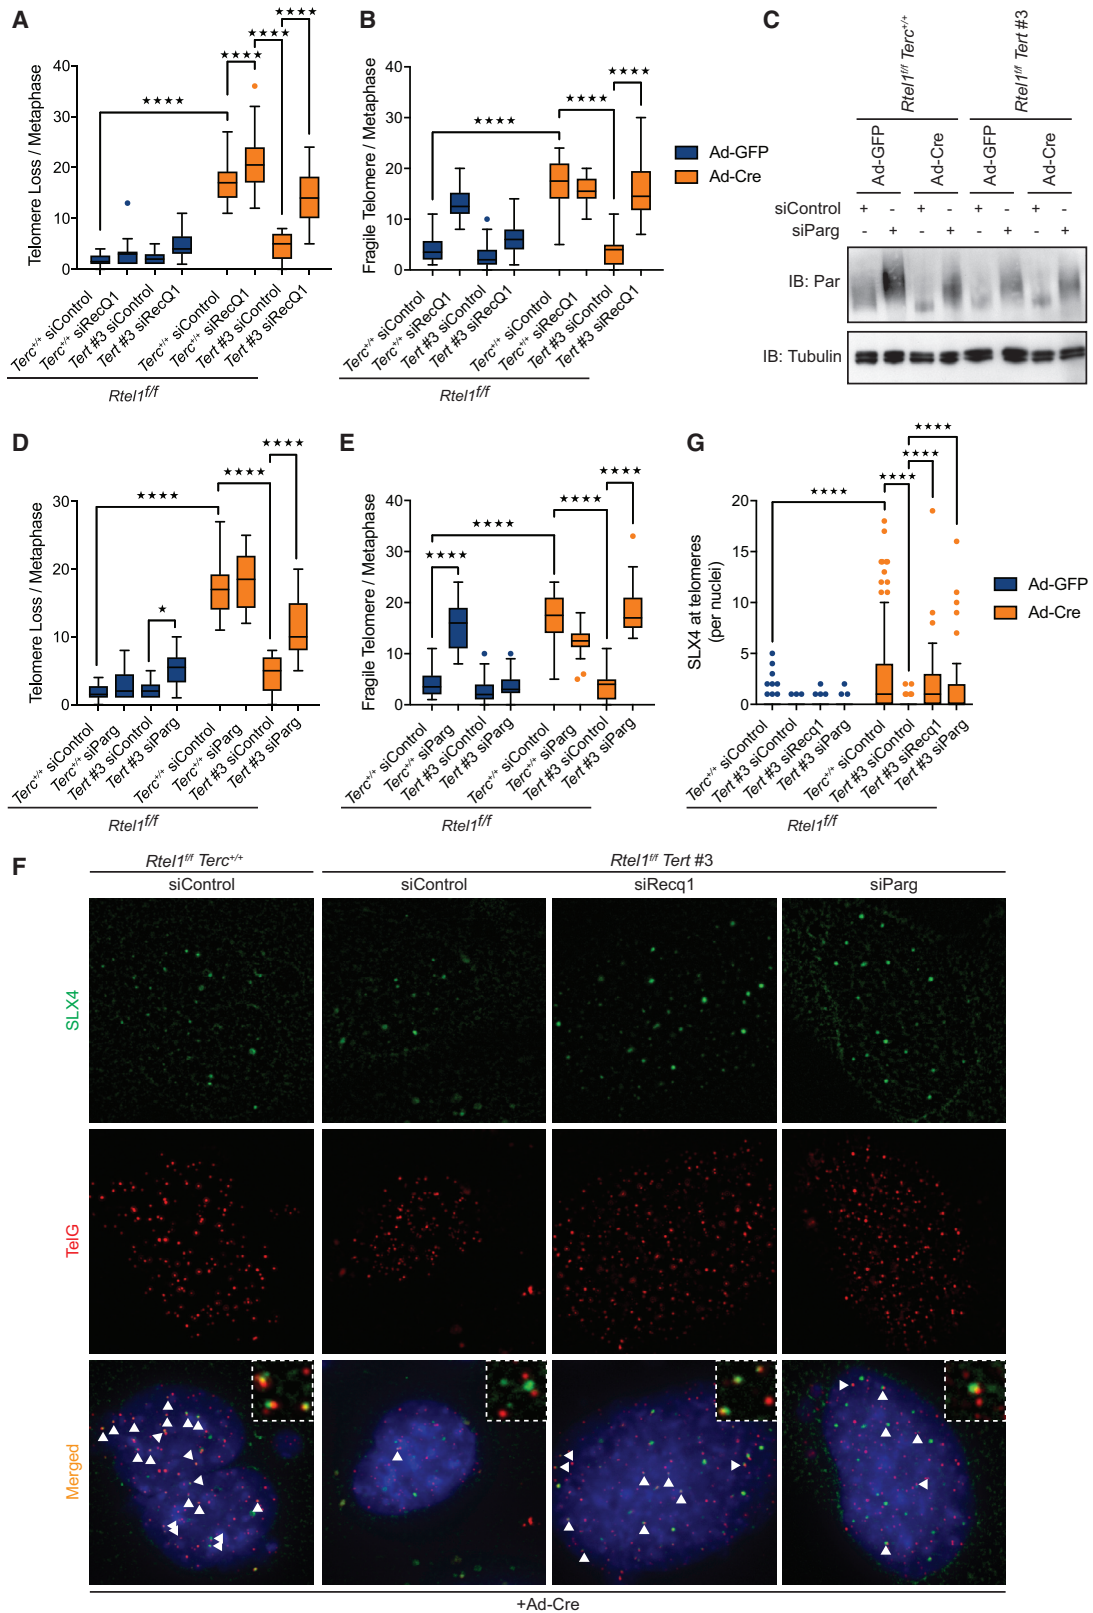 A
Telomere Loss / Metaphase
40
30
20
10
0
★★★★
★★★★
★★★★
★★★★
Terc+/+ siControl
Terc+/+ siRecQ1
Tert #3 siControl
Tert #3 siRecQ1
Terc+/+ siControl
Terc+/+ siRecQ1
Tert #3 siControl
Tert #3 siRecQ1
Rtel1f/f
B
Fragile Telomere / Metaphase
40
30
20
10
0
★★★★
★★★★
★★★★
Terc+/+ siControl
Terc+/+ siRecQ1
Tert #3 siControl
Tert #3 siRecQ1
Terc+/+ siControl
Terc+/+ siRecQ1
Tert #3 siControl
Tert #3 siRecQ1
Rtel1f/f
Ad-GFP
Ad-Cre
C
Rtel1f/f Terc+/+
Rtel1f/f Tert #3
Ad-GFP
Ad-Cre
Ad-GFP
Ad-Cre
siControl + - + - + - + -
siParg - + - + - + - +
IB: Par
IB: Tubulin
D
Telomere Loss / Metaphase
30
20
10
0
★★★★
★
★★★★
★★★★
Terc+/+ siControl
Terc+/+ siParg
Tert #3 siControl
Tert #3 siParg
Terc+/+ siControl
Terc+/+ siParg
Tert #3 siControl
Tert #3 siParg
Rtel1f/f
E
Fragile Telomere / Metaphase
40
30
20
10
0
★★★★
★★★★
★★★★
★★★★
Terc+/+ siControl
Terc+/+ siParg
Tert #3 siControl
Tert #3 siParg
Terc+/+ siControl
Terc+/+ siParg
Tert #3 siControl
Tert #3 siParg
Rtel1f/f
G
SLX4 at telomeres
(per nuclei)
20
15
10
5
0
★★★★
★★★★
★★★★
★★★★
Terc+/+ siControl
Tert #3 siControl
Tert #3 siRecq1
Tert #3 siParg
Terc+/+ siControl
Tert #3 siControl
Tert #3 siRecq1
Tert #3 siParg
Rtel1f/f
Ad-GFP
Ad-Cre
F
Rtel1f/f Terc+/+
Rtel1f/f Tert #3
siControl
siControl
siRecq1
siParg
SLX4
TelG
Merged
+Ad-Cre